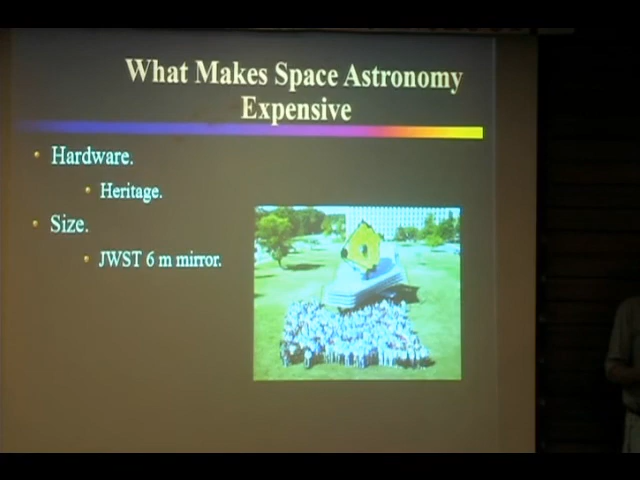 What Makes Space Astronomy
Expensive
• Hardware.
• Heritage.
• Size.
• JWST 6 m mirror.